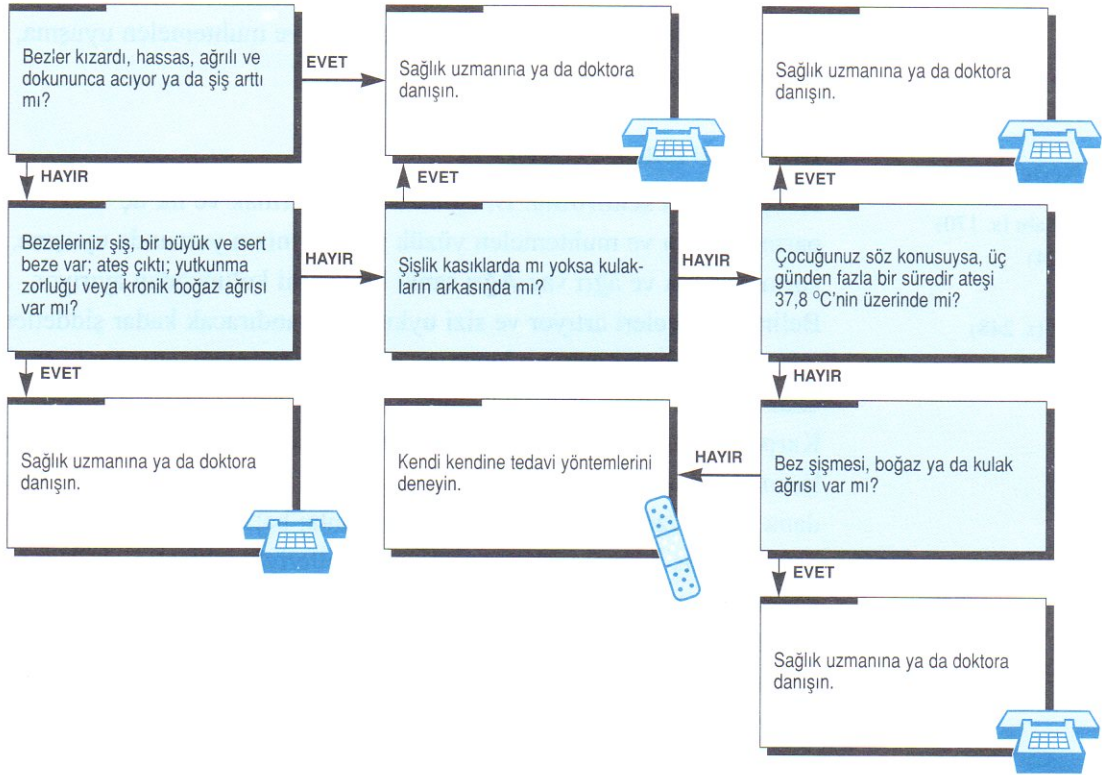 Bezler kızardı, hassas, ağrılı ve
dokununca acıyor ya da şiş arttı
mı?
EVET
Sağlık uzmanına ya da doktora
danışın.
Sağlık uzmanına ya da doktora
danışın.
HAYIR
EVET
EVET
Bezeleriniz şiş, bir büyük ve sert
beze var; ateş çıktı; yutkunma
zorluğu veya kronik boğaz ağrısı
var mı?
HAYIR
Şişlik kasıklarda mı yoksa kulak-
ların arkasında mı?
HAYIR
Çocuğunuz söz konusuysa, üç
günden fazla bir süredir ateşi
37,8 °C'nin üzerinde mi?
EVET
HAYIR
Sağlık uzmanına ya da doktora
danışın.
Kendi kendine tedavi yöntemlerini
deneyin.
HAYIR
Bez şişmesi, boğaz ya da kulak
ağrısı var mı?
EVET
Sağlık uzmanına ya da doktora
danışın.